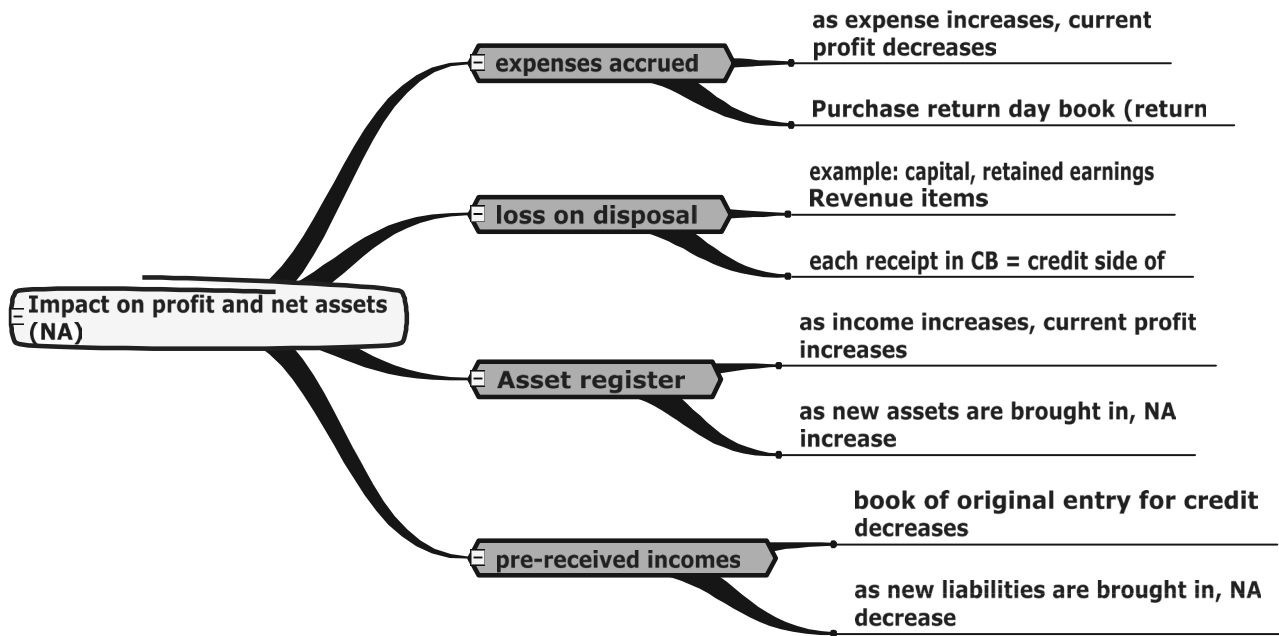 as expense increases, current
profit decreases
expenses accrued
Purchase return day book (return
example: capital, retained earnings
Revenue items
loss on disposal
each receipt in CB = credit side of
Impact on profit and net assets
(NA)
as income increases, current profit
increases
Asset register
as new assets are brought in, NA
increase
book of original entry for credit
decreases
pre-received incomes
as new liabilities are brought in, NA
decrease